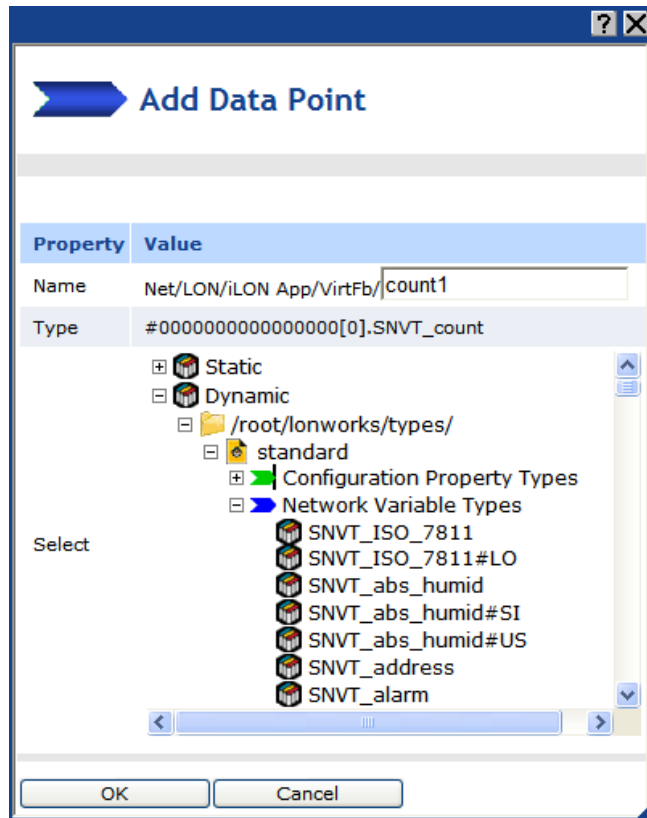 ?
Add Data Point
Property Value
Name Net/LON/iLON App/VirtFb/count1
Type #0000000000000000[0].SNVT_count
Static
Dynamic
/root/lonworks/types/
standard
Configuration Property Types
Network Variable Types
Select
SNVT_ISO_7811
SNVT_ISO_7811#LO
SNVT_abs_humid
SNVT_abs_humid#SI
SNVT_abs_humid#US
SNVT_address
SNVT_alarm
OK Cancel